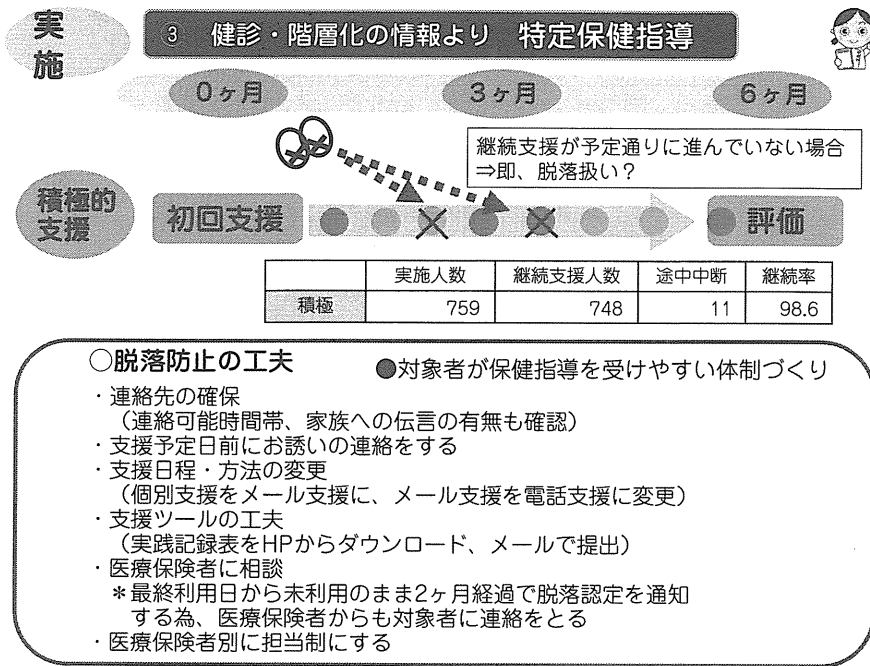 実施
③ 健診・階層化の情報より 特定保健指導
0ヶ月 3ヶ月 6ヶ月
継続支援が予定通りに進んでいない場合
⇒即、脱落扱い？
積極的
支援
初回支援
評価
実施人数 継続支援人数 途中中断 継続率
積極 759 748 11 98.6
○脱落防止の工夫 ●対象者が保健指導を受けやすい体制づくり
・連絡先の確保
（連絡可能時間帯、家族への伝言の有無も確認）
・支援予定日前にお誘いの連絡をする
・支援日程・方法の変更
（個別支援をメール支援に、メール支援を電話支援に変更）
・支援ツールの工夫
（実践記録表をHPからダウンロード、メールで提出）
・医療保険者に相談
＊最終利用日から未利用のまま2ヶ月経過で脱落認定を通知
する為、医療保険者からも対象者に連絡をとる
・医療保険者別に担当制にする